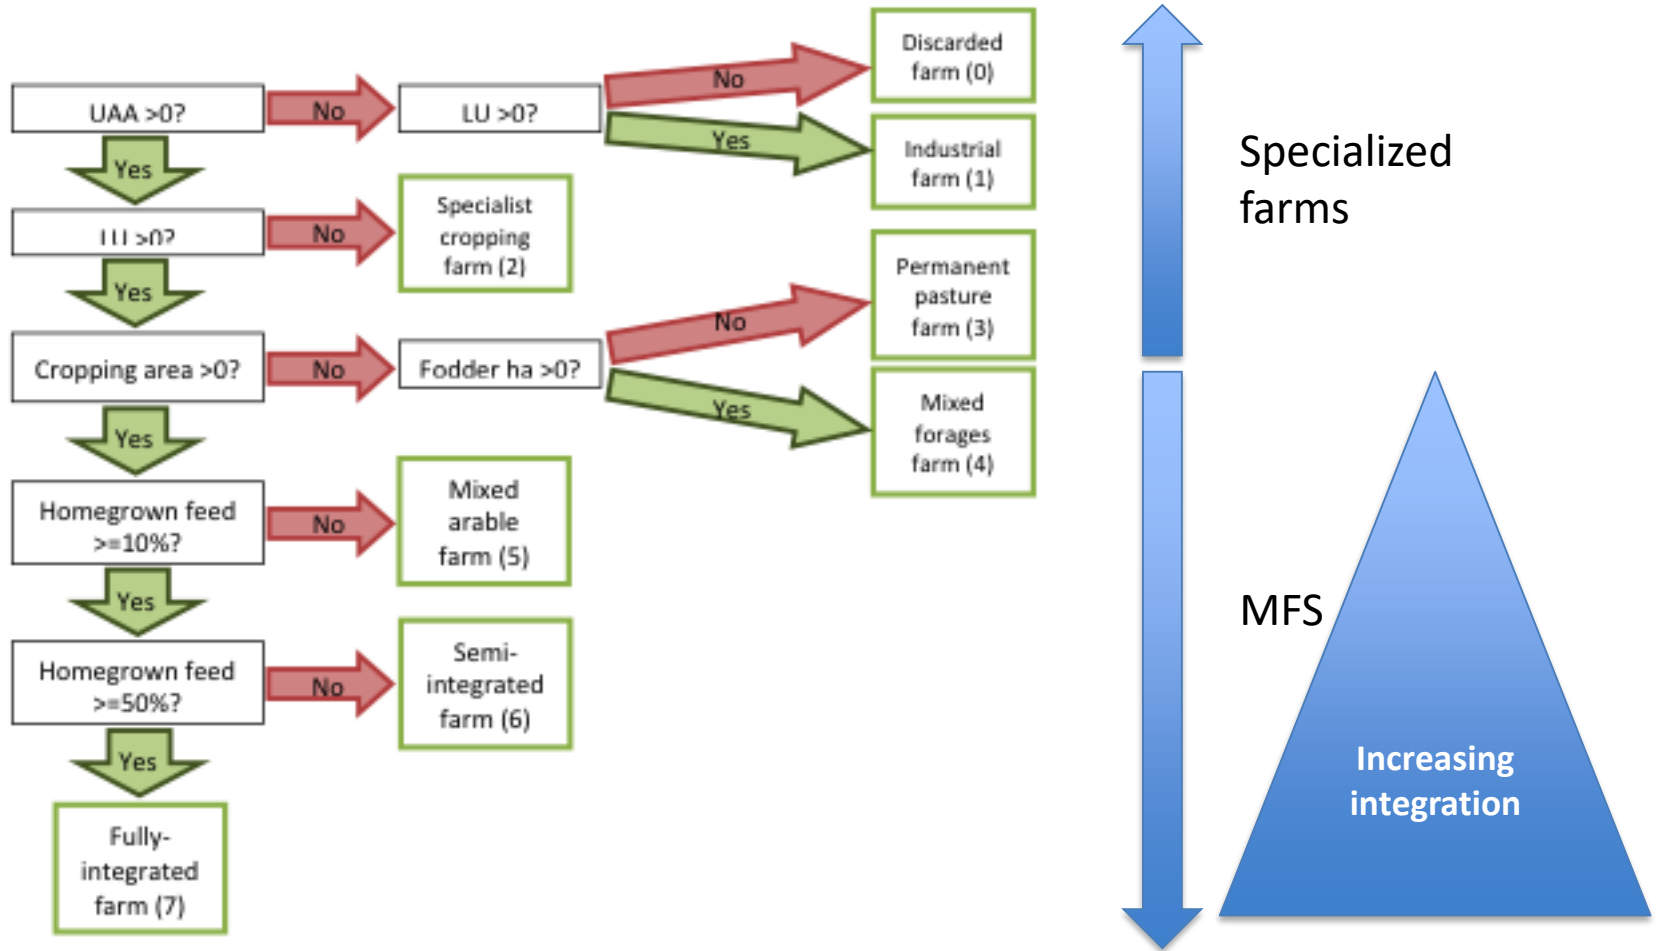 UAA >0?
No
LU >0?
No
Discarded
farm (0)
Yes
Industrial
farm (1)
Yes
>0?
No
Specialist
cropping
farm (2)
Yes
Cropping area >0?
No
Fodder ha >0?
No
Permanent
pasture
farm (3)
Yes
Mixed
forages
farm (4)
Yes
Homegrown feed
>=10%?
No
Mixed
arable
farm (5)
Yes
Homegrown feed
>=50%?
No
Semi-
integrated
farm (6)
Yes
Fully-
integrated
farm (7)
Specialized
farms
MFS
Increasing
integration